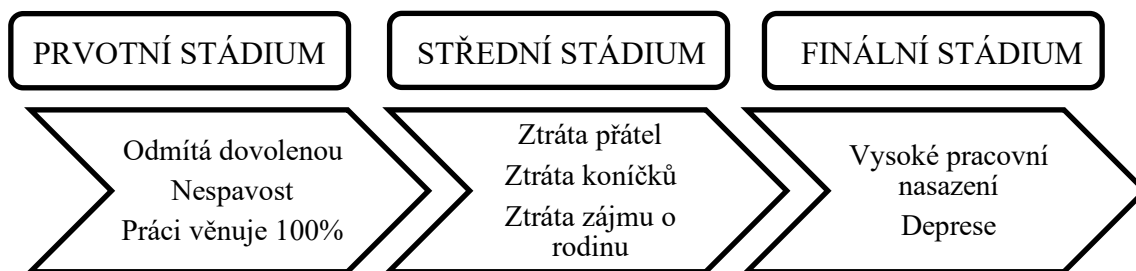 PRVOTNÍ STÁDIUM
STŘEDNÍ STÁDIUM
FINÁLNÍ STÁDIUM
Odmítá dovolenou
Nespavost
Práci věnuje 100%
Ztráta přátel
Ztráta koníčků
Ztráta zájmu o
rodinu
Vysoké pracovní
nasazení
Deprese